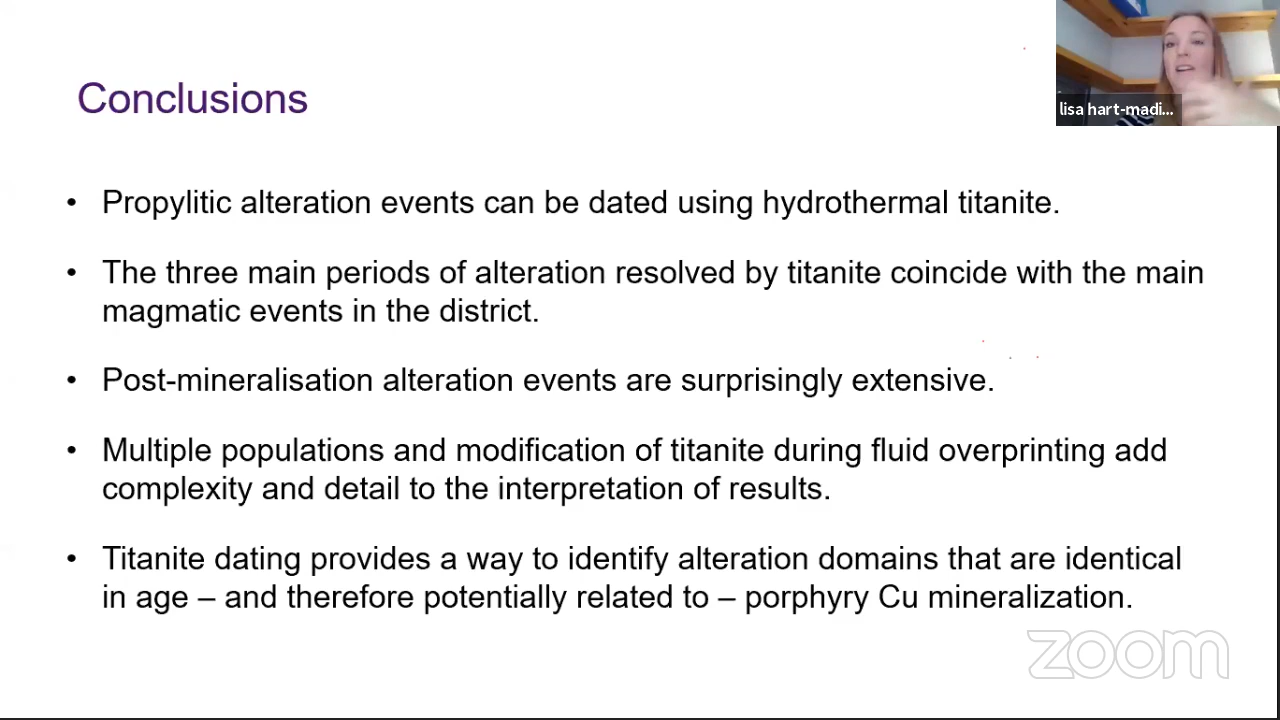 lisa hart-madi...
Conclusions
• Propylitic alteration events can be dated using hydrothermal titanite.
• The three main periods of alteration resolved by titanite coincide with the main
magmatic events in the district.
• Post-mineralisation alteration events are surprisingly extensive.
• Multiple populations and modification of titanite during fluid overprinting add
complexity and detail to the interpretation of results.
• Titanite dating provides a way to identify alteration domains that are identical
in age – and therefore potentially related to – porphyry Cu mineralization.
zoom